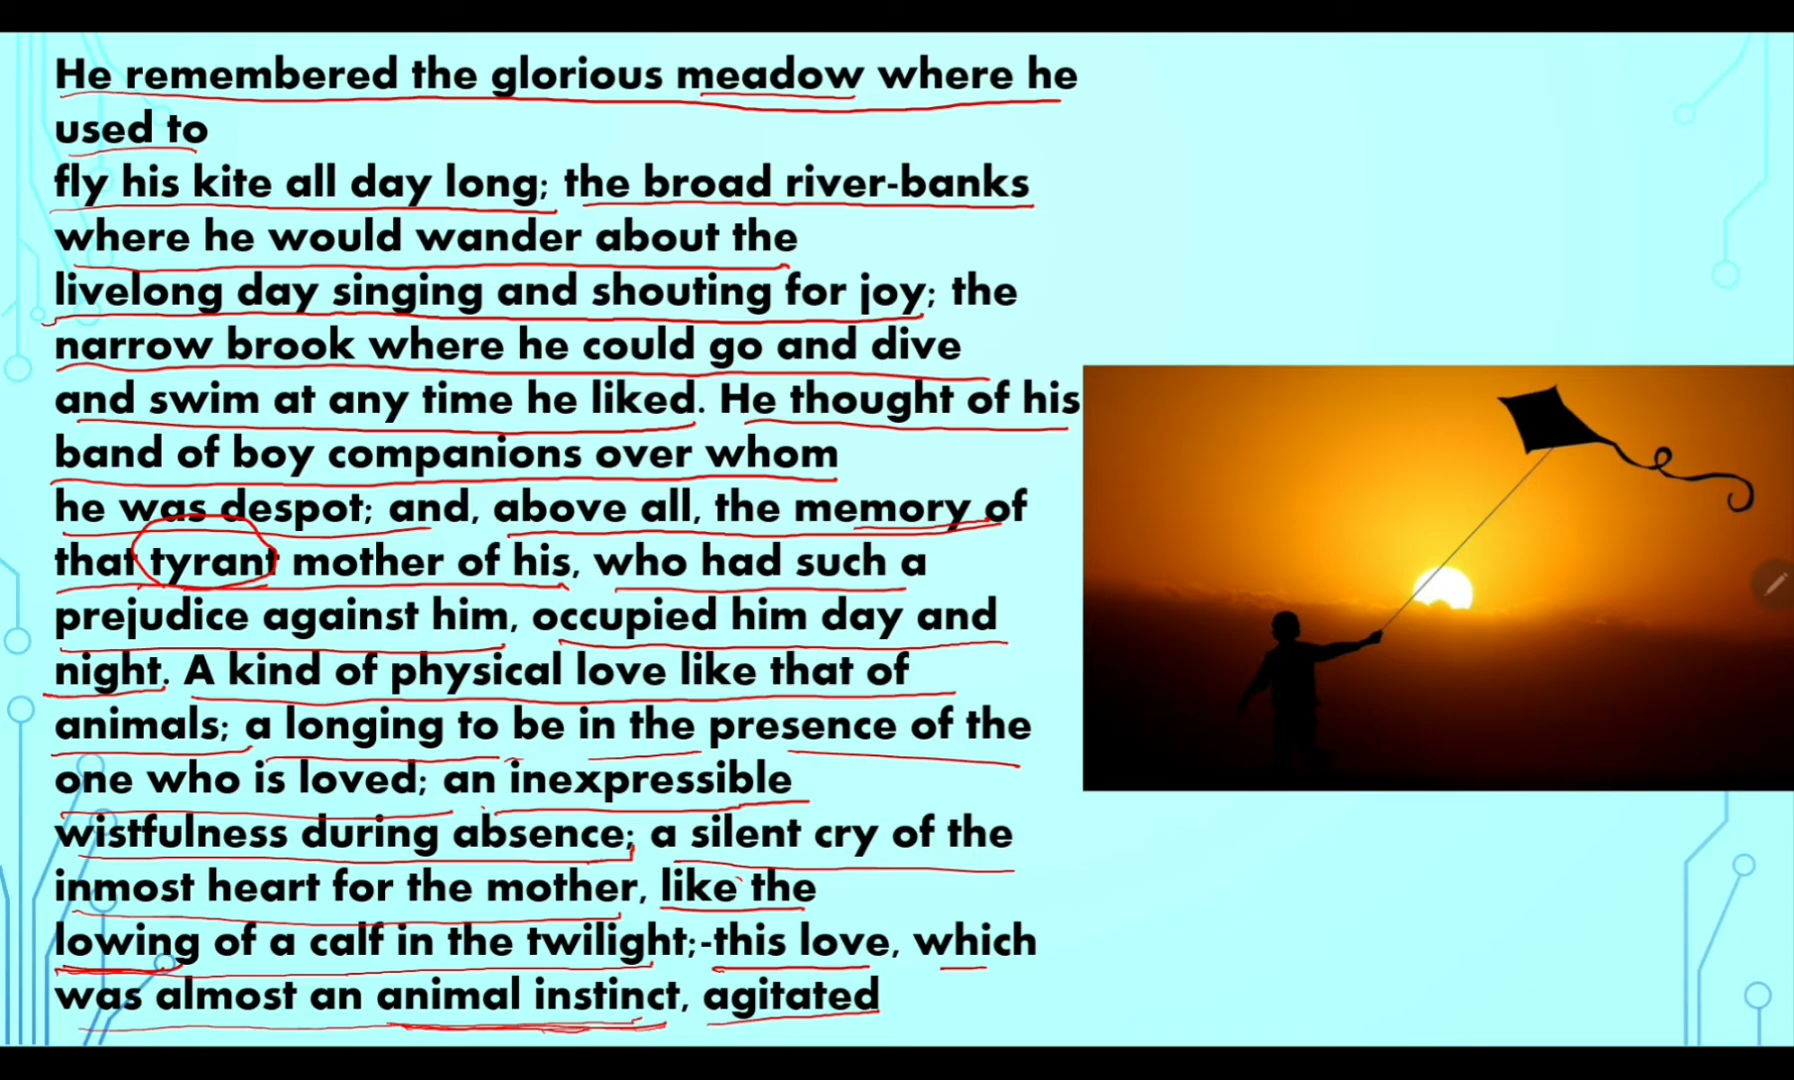 He remembered the glorious meadow where he
used to
fly his kite all day long; the broad river-banks
where he would wander about the
livelong day singing and shouting for joy; the
narrow brook where he could go and dive
and swim at any time he liked. He thought of his
band of boy companions over whom
he was despot; and, above all, the memory of
that tyrant mother of his, who had such a
prejudice against him, occupied him day and
night. A kind of physical love like that of
animals; a longing to be in the presence of the
one who is loved; an inexpressible
wistfulness during absence; a silent cry of the
inmost heart for the mother, like the
lowing of a calf in the twilight;-this love, which
was almost an animal instinct, agitated